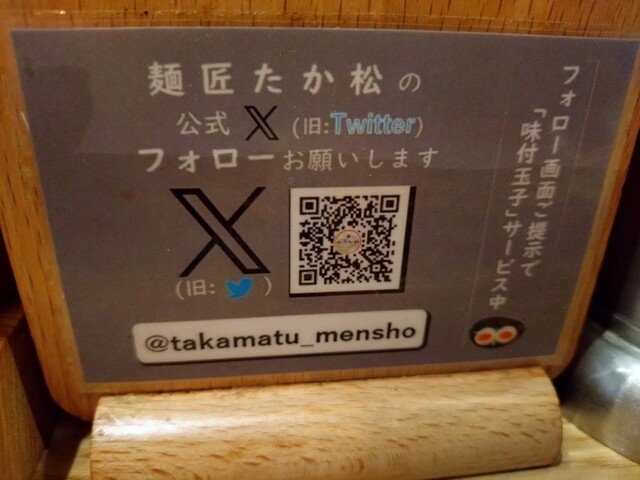 麺匠たか松の
公式 X (旧:Twitter)
フォローお願いします
X
(旧: )
@takamatu_mensho
フォロー画面ご提示で
「味付玉子」サービス中